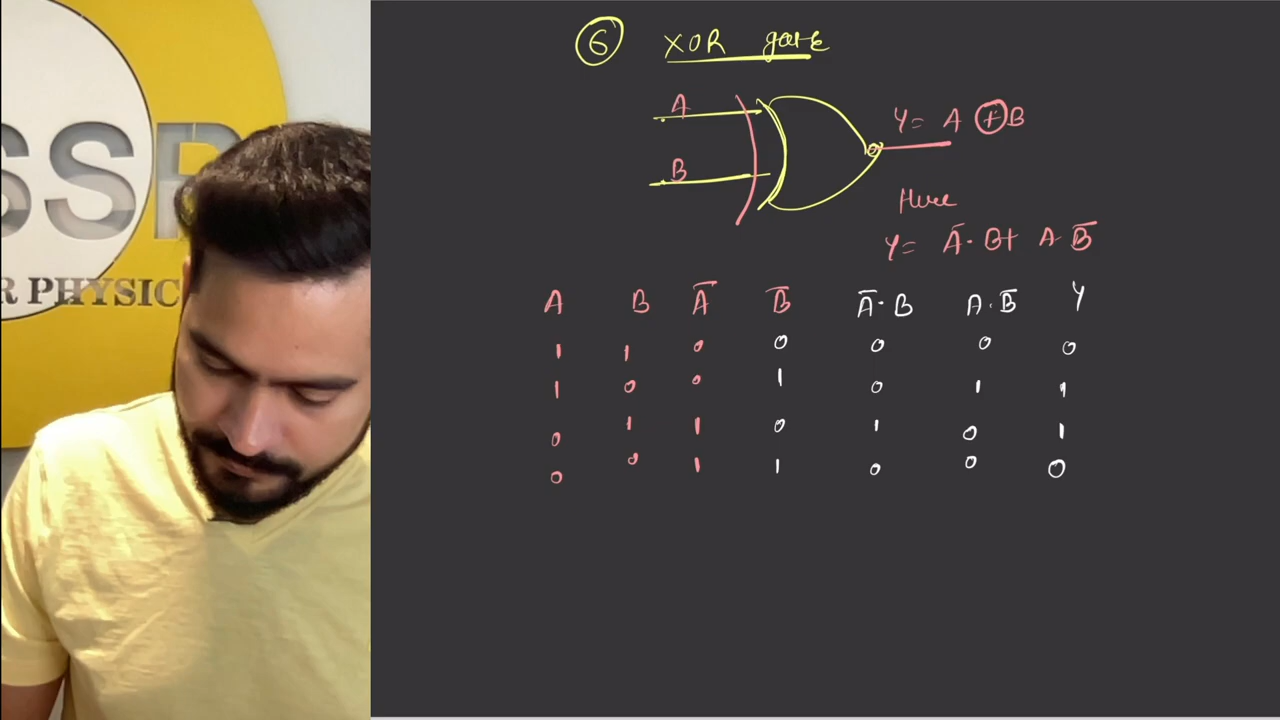 SSP
R PHYSIC
6 XOR gate
A
B
Y = A ⊕ B
Here
Y = A̅ · B + A B̅
A B A̅ B̅ A̅ · B A · B̅ Y
1 1 0 0 0 0 0
1 0 0 1 0 1 1
0 1 1 0 1 0 1
0 0 1 1 0 0 0